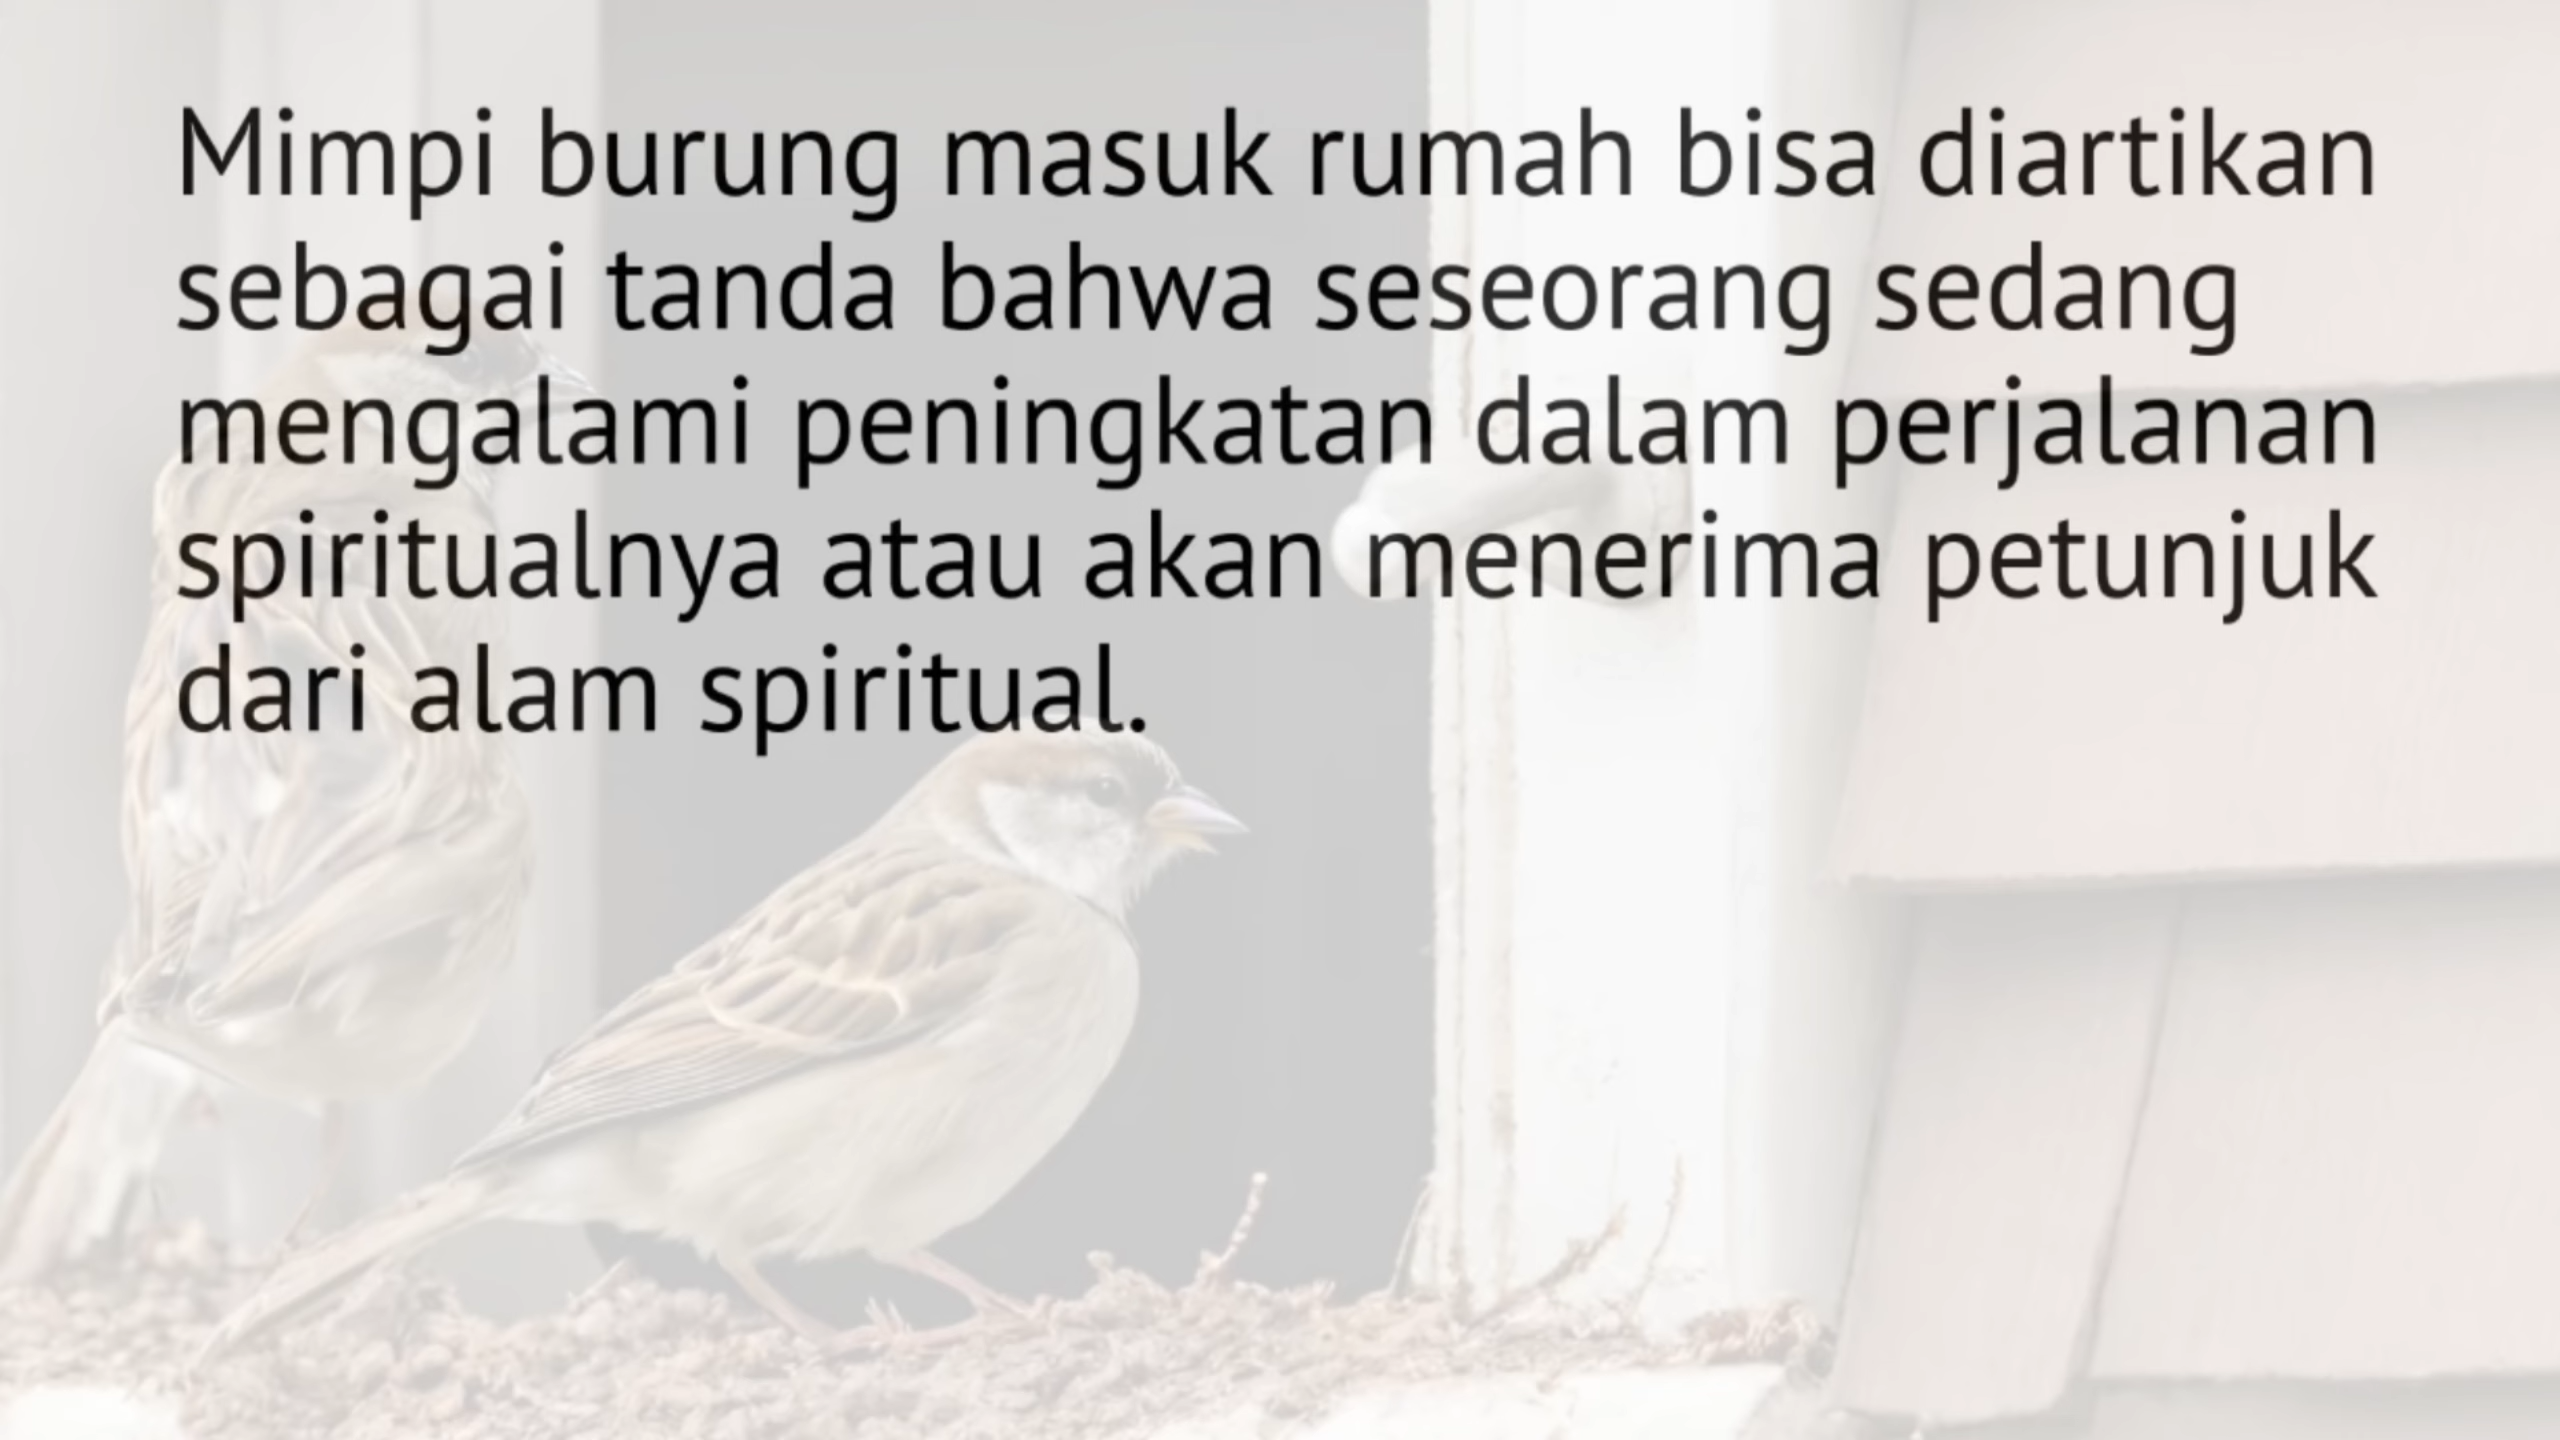 Mimpi burung masuk rumah bisa diartikan
sebagai tanda bahwa seseorang sedang
mengalami peningkatan dalam perjalanan
spiritualnya atau akan menerima petunjuk
dari alam spiritual.